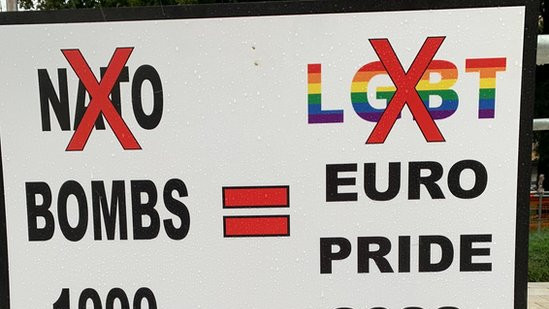 NATO
BOMBS
=
LGBT
EURO
PRIDE